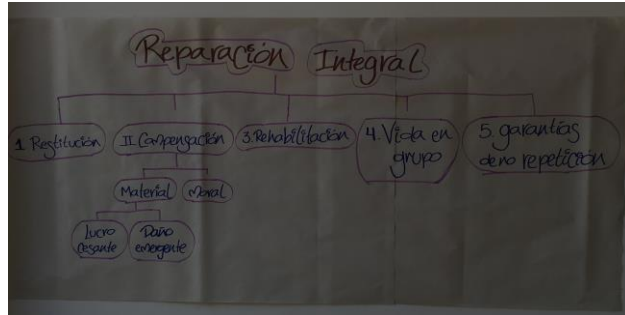 Reparación Integral
1. Restitución
II. Compensación
3. Rehabilitación
4. Vida en
grupo
5. garantias
de no repetición
Material
Moral
Lucro
cesante
Daño
emergente